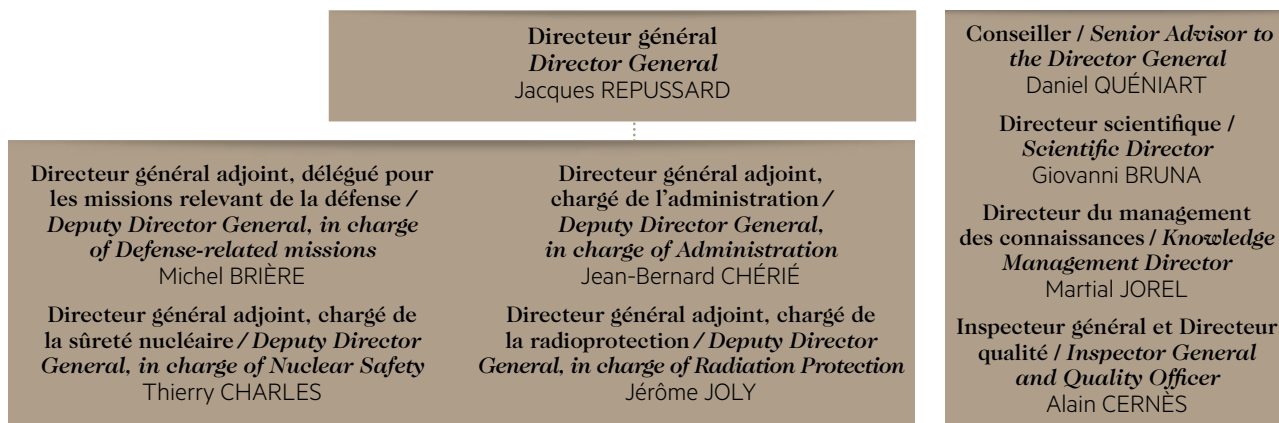 Directeur général
Director General
Jacques REPUSSARD
Directeur général adjoint, délégué pour
les missions relevant de la défense /
Deputy Director General, in charge
of Defense-related missions
Michel BRIÈRE
Directeur général adjoint,
chargé de l'administration /
Deputy Director General,
in charge of Administration
Jean-Bernard CHÉRIÉ
Directeur général adjoint, chargé de
la sûreté nucléaire / Deputy Director
General, in charge of Nuclear Safety
Thierry CHARLES
Directeur général adjoint, chargé de
la radioprotection / Deputy Director
General, in charge of Radiation Protection
Jérôme JOLY
Conseiller / Senior Advisor to
the Director General
Daniel QUÉNIART
Directeur scientifique /
Scientific Director
Giovanni BRUNA
Directeur du management
des connaissances / Knowledge
Management Director
Martial JOREL
Inspecteur général et Directeur
qualité / Inspector General
and Quality Officer
Alain CERNÈS